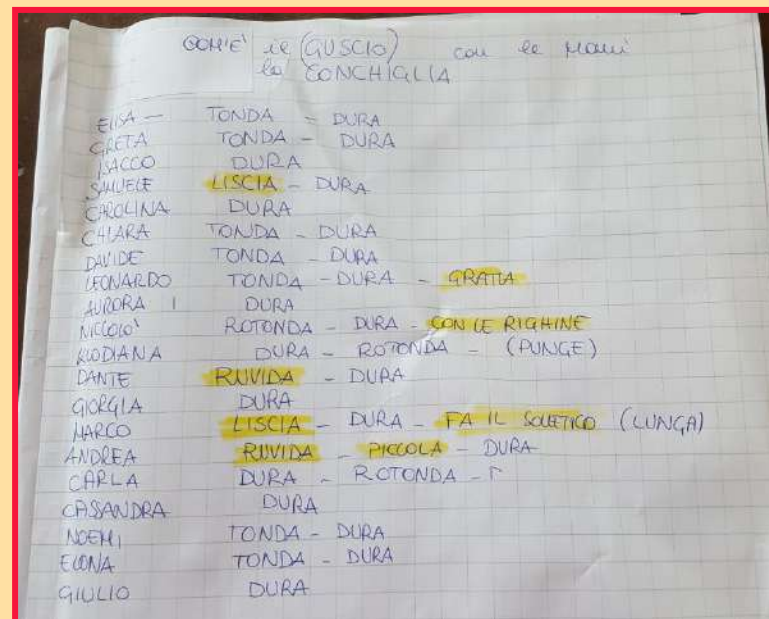 COM'E' il (GUSCIO) con le mani
la CONCHIGLIA
ELISA - TONDA - DURA
GRETA TONDA - DURA
ISACCO DURA
SAMUELE LISCIA - DURA
CAROLINA DURA
CHIARA TONDA - DURA
DAVIDE TONDA - DURA
LEONARDO TONDA - DURA - GRATTA
AURORA I DURA
NICCOLO' ROTONDA - DURA - CON LE RIGHINE
KLODIANA DURA - ROTONDA - (PUNGE)
DANTE RUVIDA - DURA
GIORGIA DURA
MARCO LISCIA - DURA - FA IL SOLLETICO (LUNGA)
ANDREA RUVIDA - PICCOLA - DURA
CARLA DURA - ROTONDA -
CASSANDRA DURA
NOEMI TONDA - DURA
ELONA TONDA - DURA
GIULIO DURA